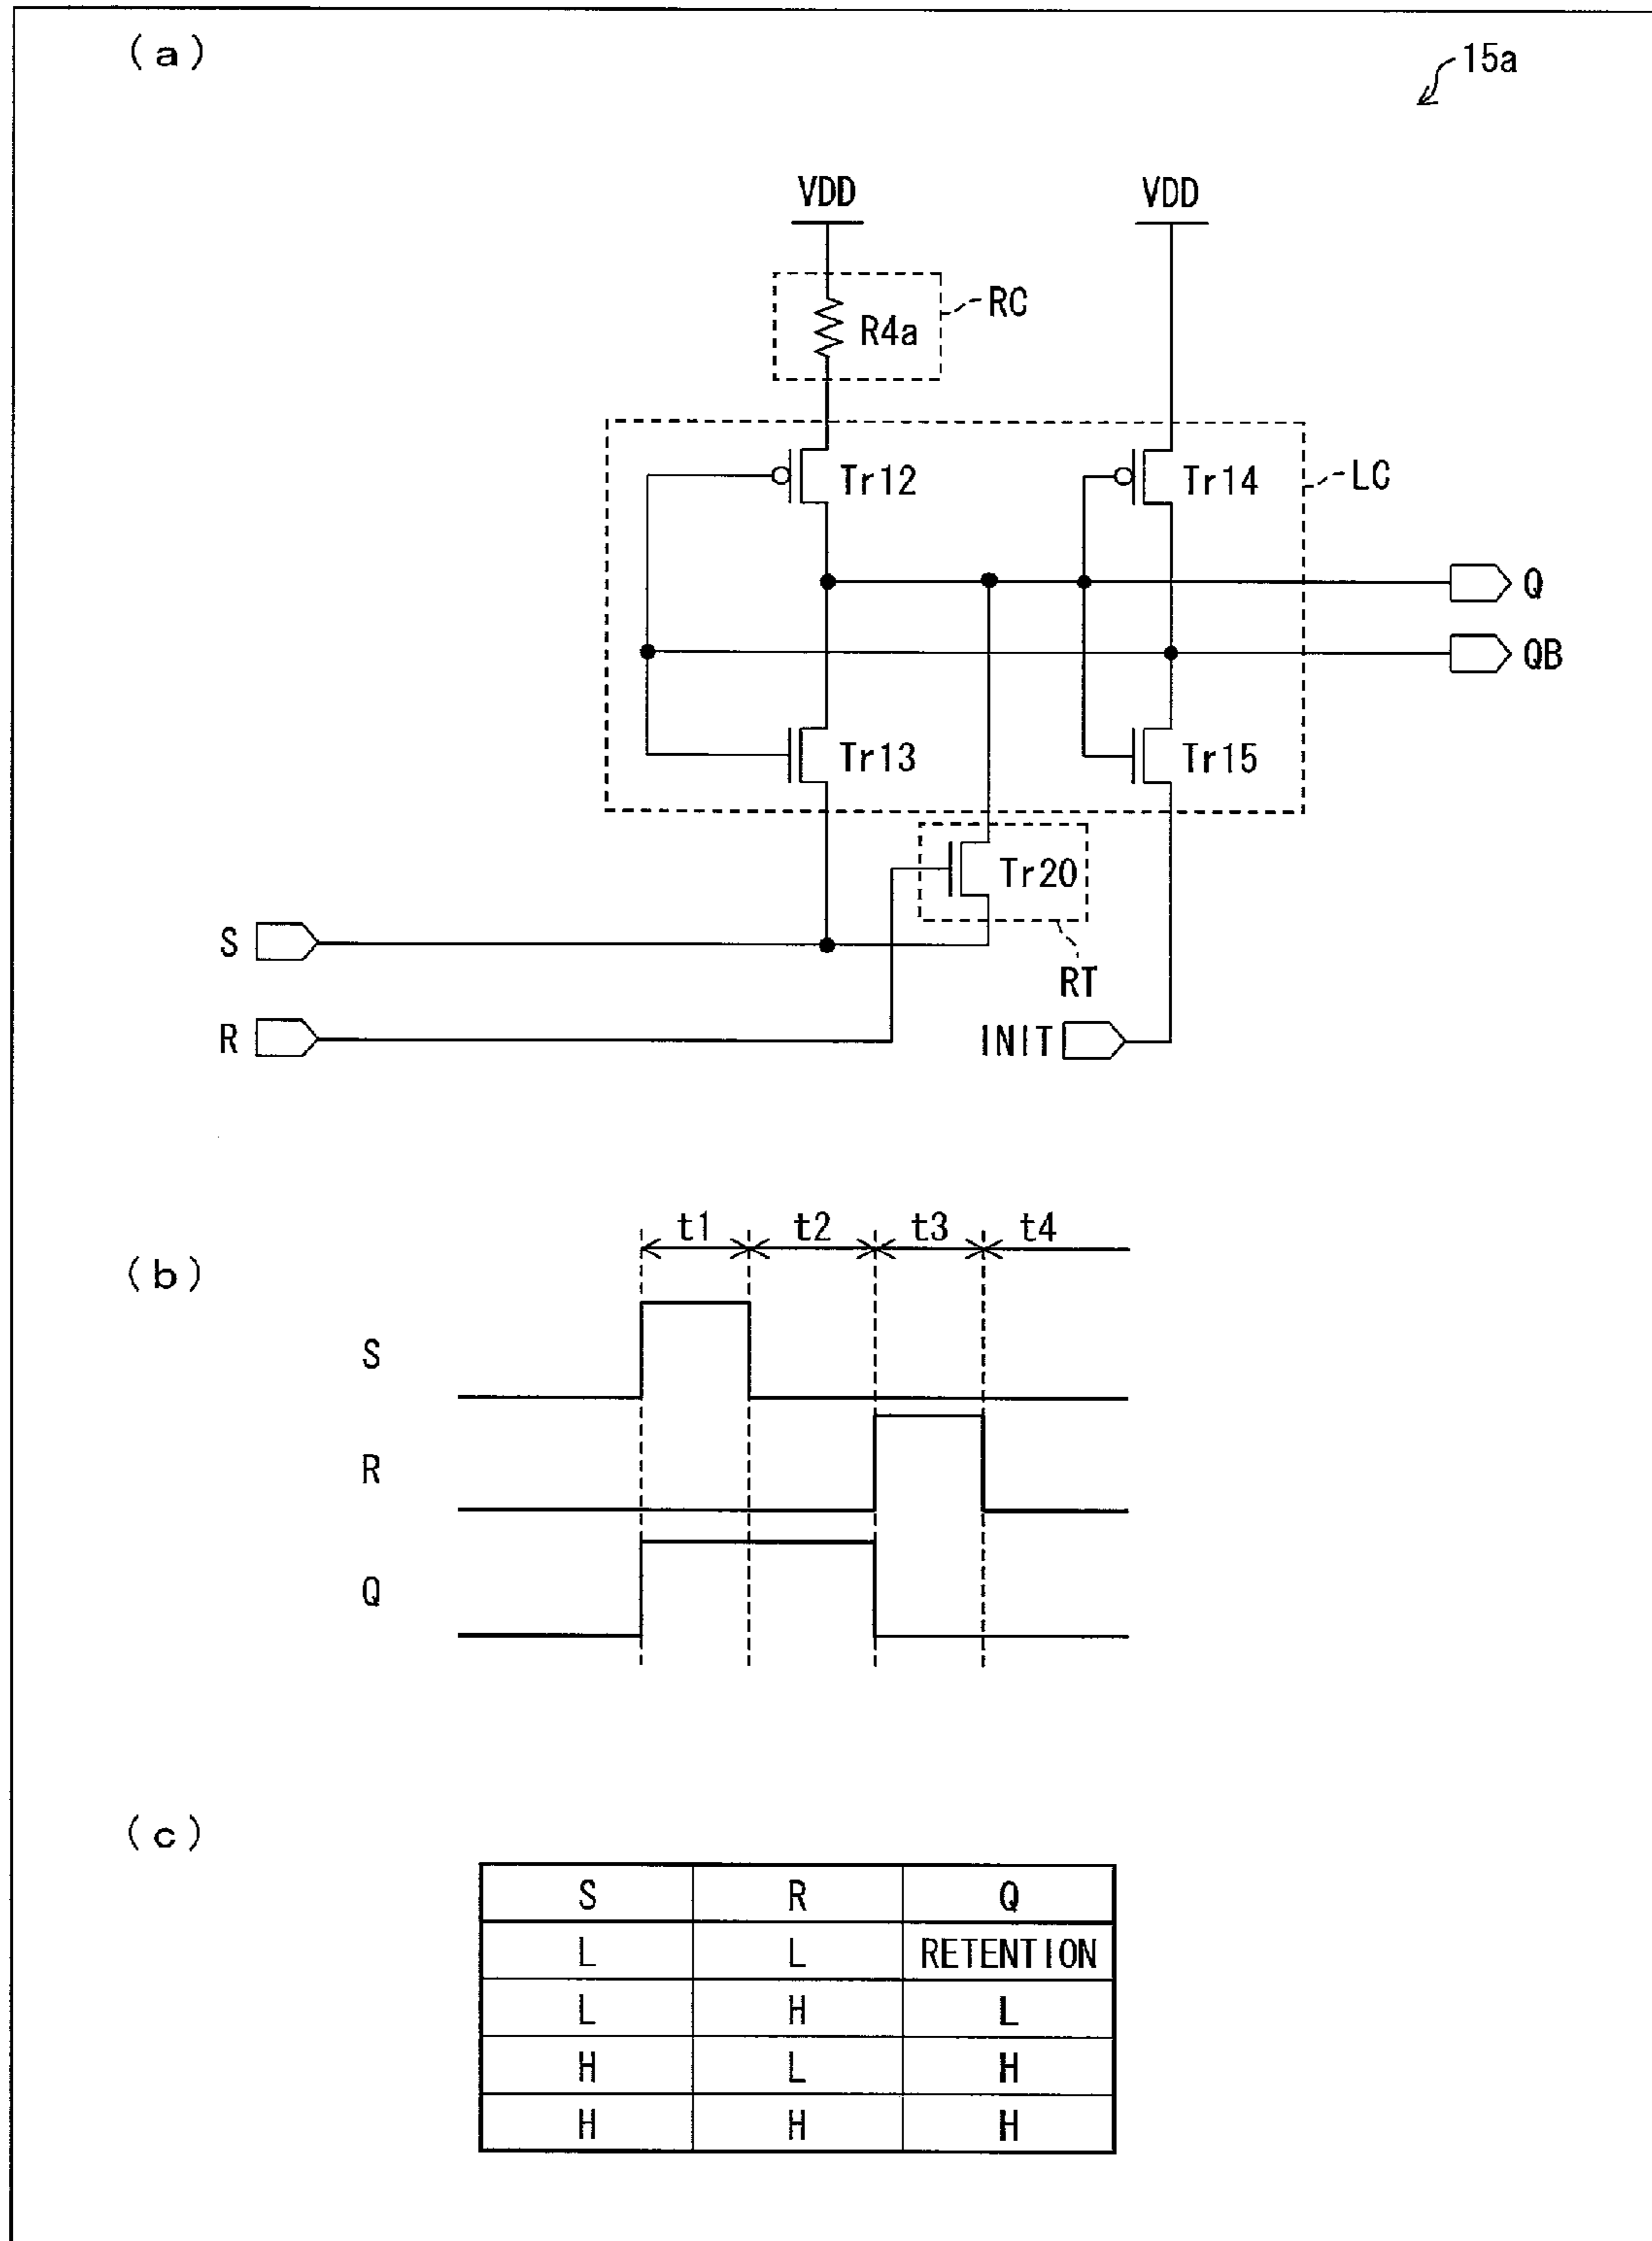 (a)
15a
VDD
VDD
RC
R4a
Tr12
Tr14
LC
Q
QB
Tr13
Tr15
Tr20
S
RT
R
INIT
(b)
t1 t2 t3 t4
S
R
Q
(c)
S R Q
L L RETENTION
L H L
H L H
H H H